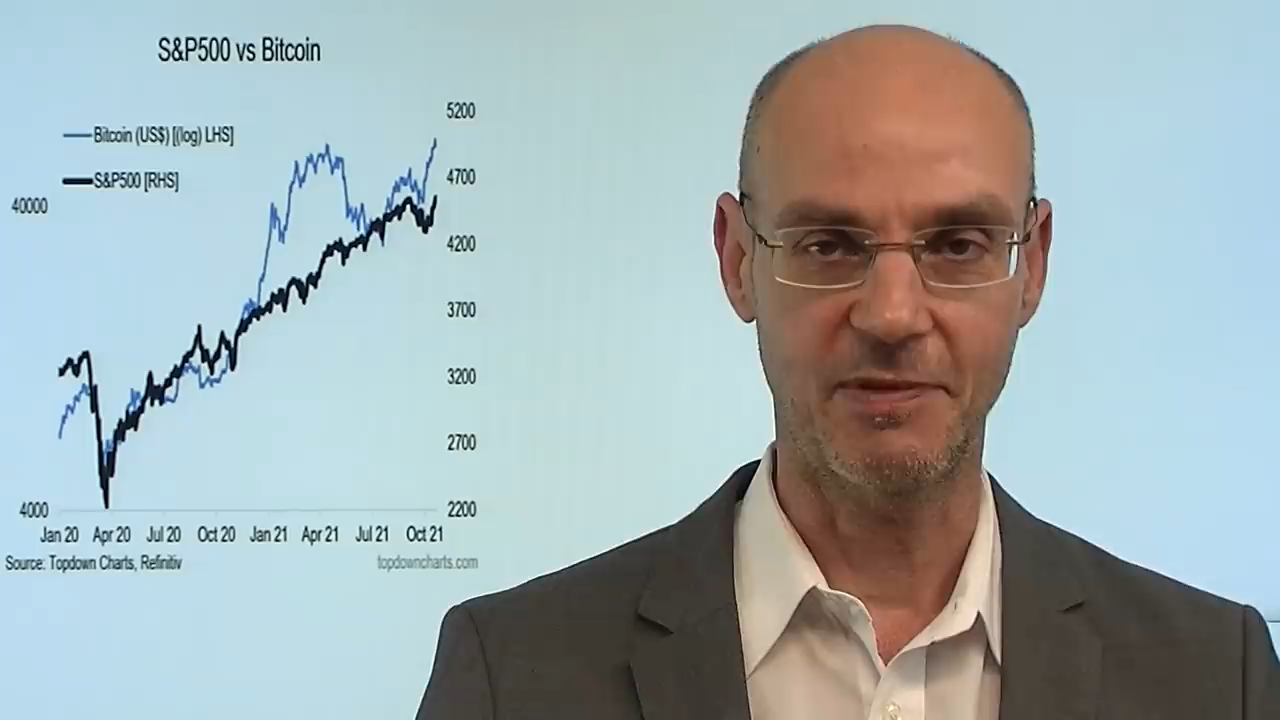 S&P500 vs Bitcoin
Bitcoin (US$) [(log) LHS]
S&P500 [RHS]
5200
4700
40000
4200
3700
3200
2700
4000
2200
Jan 20 Apr 20 Jul 20 Oct 20 Jan 21 Apr 21 Jul 21 Oct 21
Source: Topdown Charts, Refinitiv
topdowncharts.com